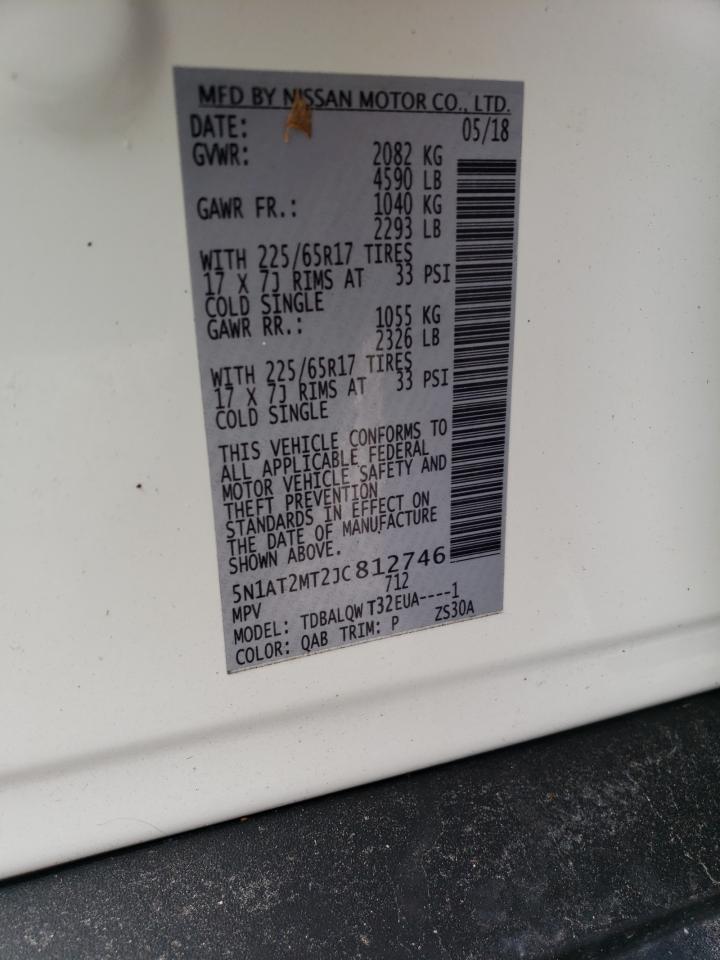 MFD BY NISSAN MOTOR CO., LTD.
DATE: 05/18
GVWR: 2082 KG
4590 LB
GAWR FR.: 1040 KG
2293 LB
WITH 225/65R17 TIRES
17 X 7J RIMS AT 33 PSI
COLD SINGLE
GAWR RR.: 1055 KG
2326 LB
WITH 225/65R17 TIRES
17 X 7J RIMS AT 33 PSI
COLD SINGLE
THIS VEHICLE CONFORMS TO
ALL APPLICABLE FEDERAL
MOTOR VEHICLE SAFETY AND
THEFT PREVENTION
STANDARDS IN EFFECT ON
THE DATE OF MANUFACTURE
SHOWN ABOVE.
5N1AT2MT2JC812746
MPV 712
MODEL: TDBALQW T32EUA----1
COLOR: QAB TRIM: P ZS30A